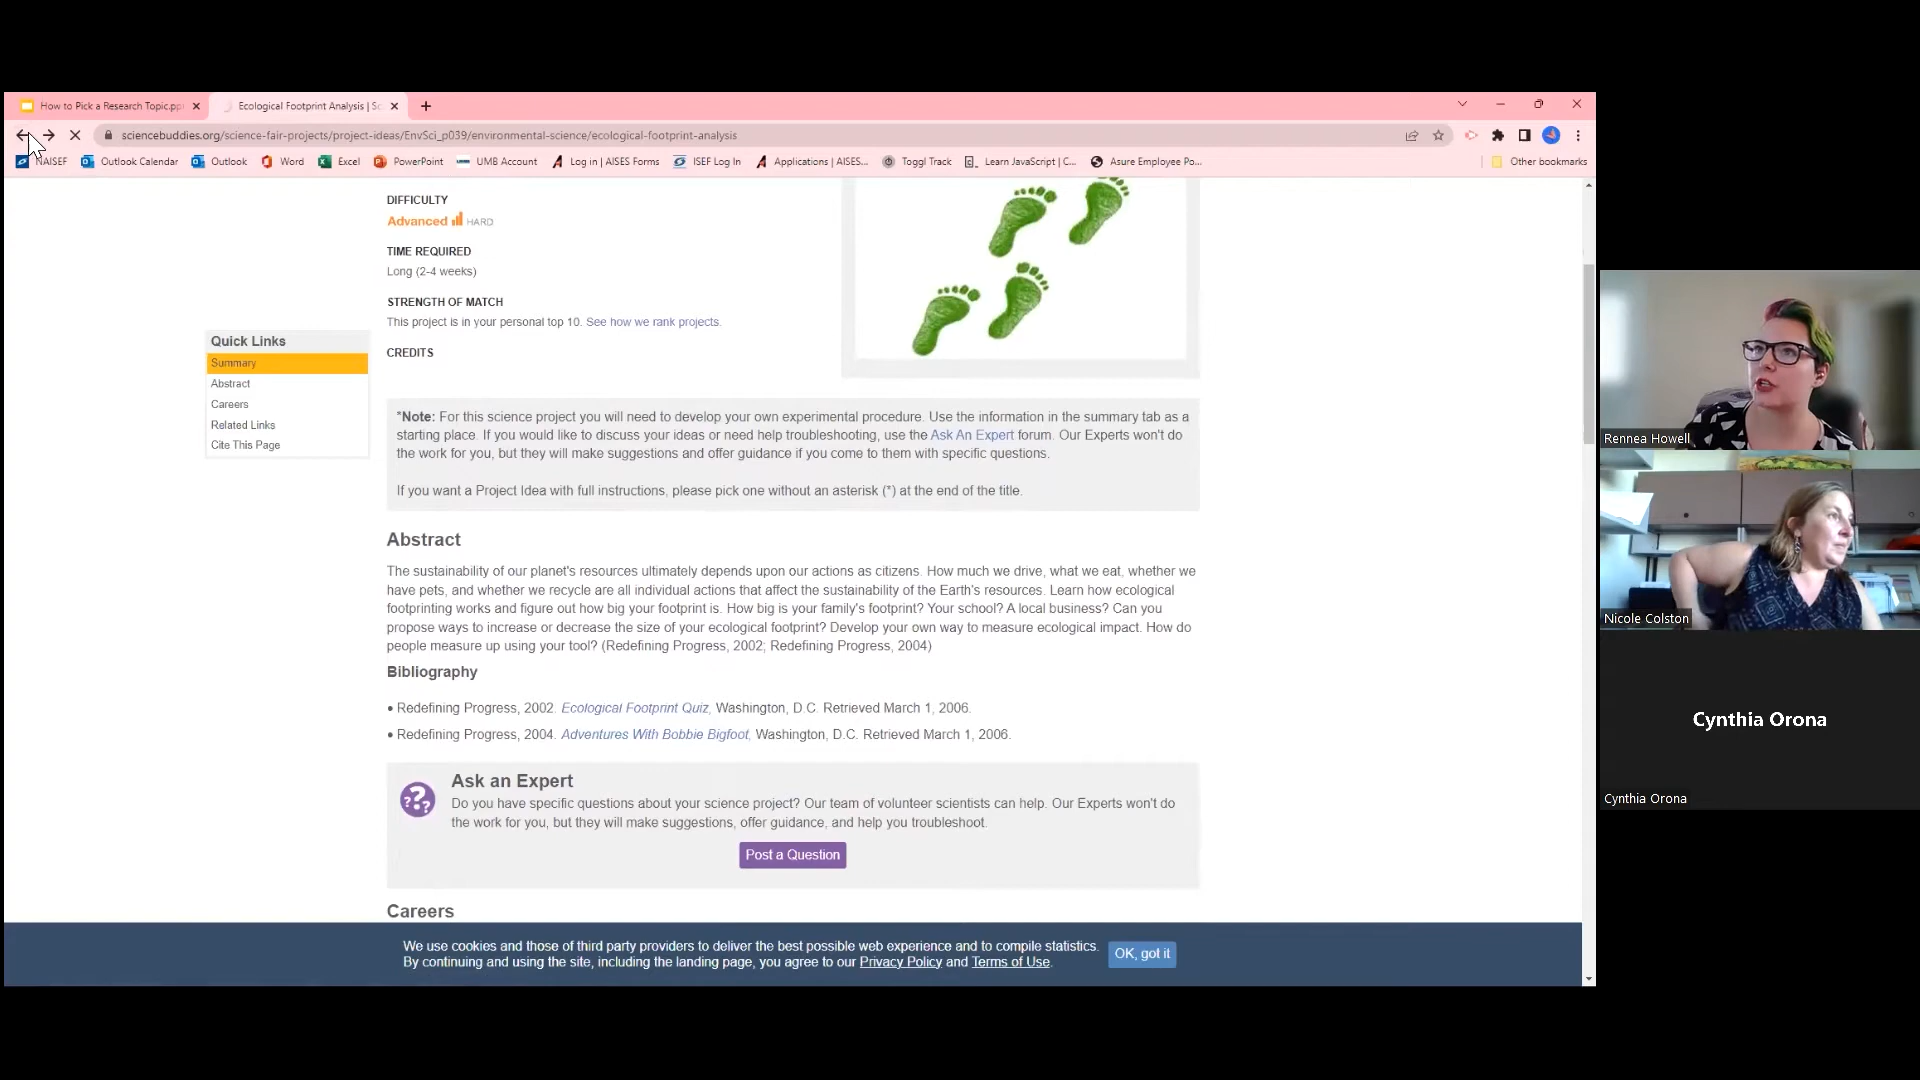 How to Pick a Research Topic.pp
Ecological Footprint Analysis | Sc
sciencebuddies.org/science-fair-projects/project-ideas/EnvSci_p039/environmental-science/ecological-footprint-analysis
NAISEF Outlook Calendar Outlook Word Excel PowerPoint UMB Account Log in | AISES Forms ISEF Log In Applications | AISES... Toggl Track Learn JavaScript | C... Asure Employee Po... Other bookmarks
DIFFICULTY
Advanced HARD
TIME REQUIRED
Long (2-4 weeks)
STRENGTH OF MATCH
This project is in your personal top 10. See how we rank projects.
CREDITS
Quick Links
Summary
Abstract
Careers
Related Links
Cite This Page
*Note: For this science project you will need to develop your own experimental procedure. Use the information in the summary tab as a
starting place. If you would like to discuss your ideas or need help troubleshooting, use the Ask An Expert forum. Our Experts won't do
the work for you, but they will make suggestions and offer guidance if you come to them with specific questions.
If you want a Project Idea with full instructions, please pick one without an asterisk (*) at the end of the title.
Abstract
The sustainability of our planet's resources ultimately depends upon our actions as citizens. How much we drive, what we eat, whether we
have pets, and whether we recycle are all individual actions that affect the sustainability of the Earth's resources. Learn how ecological
footprinting works and figure out how big your footprint is. How big is your family's footprint? Your school? A local business? Can you
propose ways to increase or decrease the size of your ecological footprint? Develop your own way to measure ecological impact. How do
people measure up using your tool? (Redefining Progress, 2002; Redefining Progress, 2004)
Bibliography
• Redefining Progress, 2002. Ecological Footprint Quiz, Washington, D.C. Retrieved March 1, 2006.
• Redefining Progress, 2004. Adventures With Bobbie Bigfoot, Washington, D.C. Retrieved March 1, 2006.
Ask an Expert
Do you have specific questions about your science project? Our team of volunteer scientists can help. Our Experts won't do
the work for you, but they will make suggestions, offer guidance, and help you troubleshoot.
Post a Question
Careers
We use cookies and those of third party providers to deliver the best possible web experience and to compile statistics.
By continuing and using the site, including the landing page, you agree to our Privacy Policy and Terms of Use.
OK, got it
Rennea Howell
Nicole Colston
Cynthia Orona
Cynthia Orona